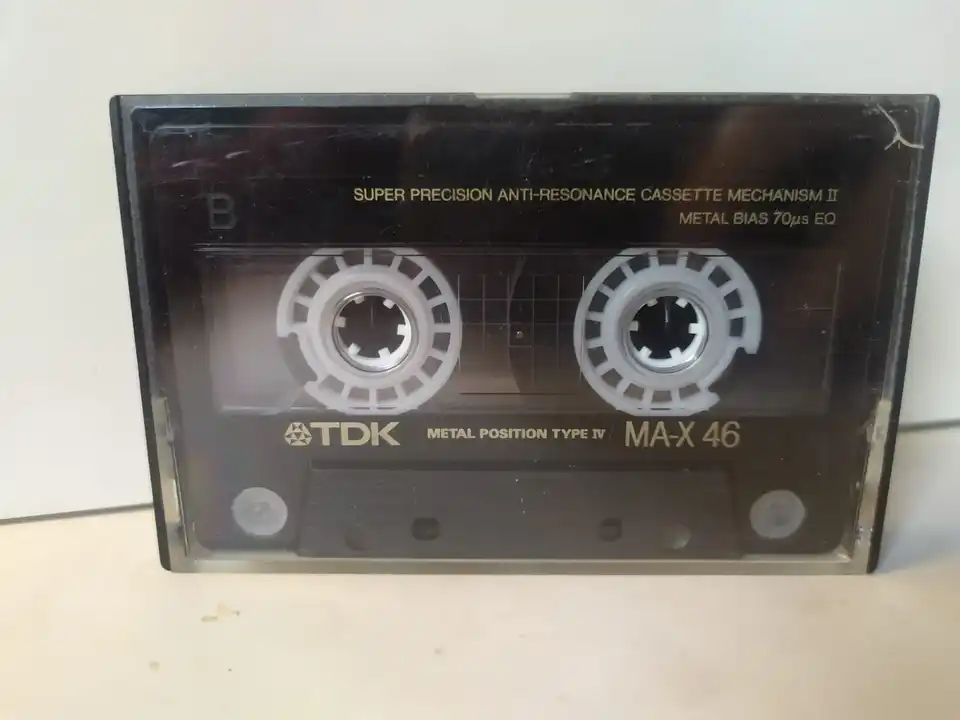 SUPER PRECISION ANTI-RESONANCE CASSETTE MECHANISM II
B
METAL BIAS 70µs EQ
TDK METAL POSITION TYPE IV MA-X 46